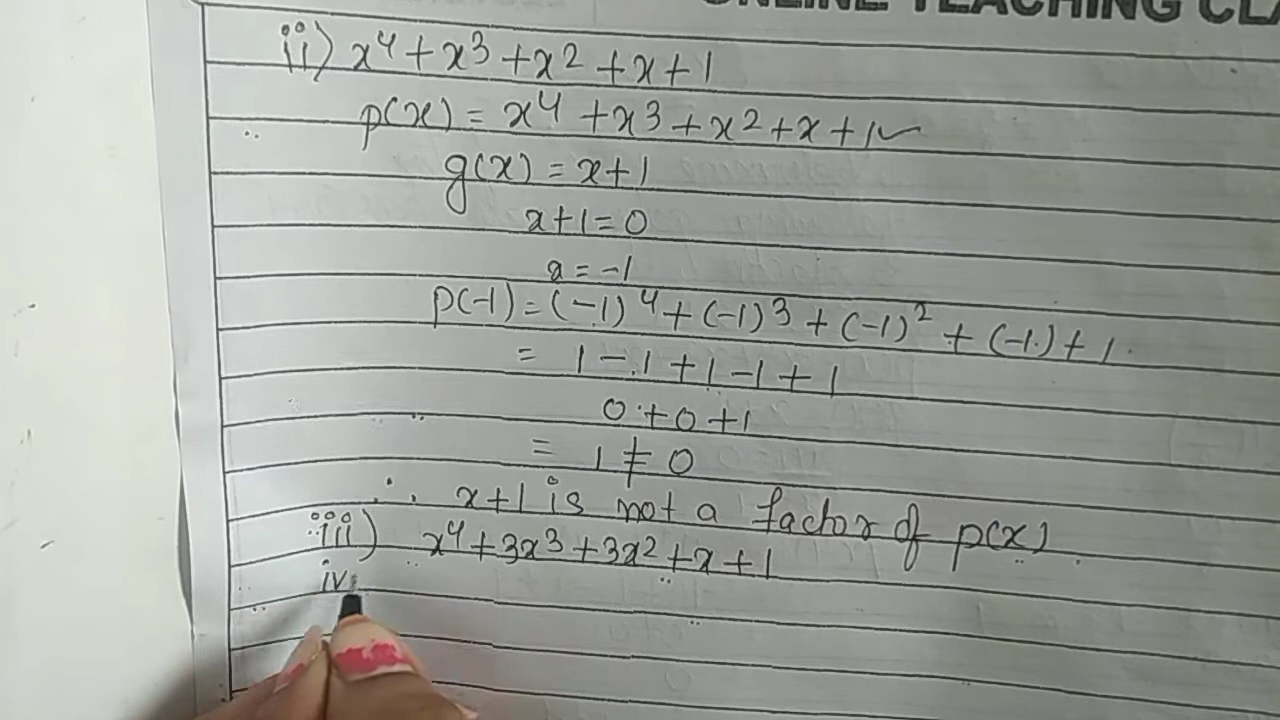 ONLINE TEACHING CLA
ii) x⁴ + x³ + x² + x + 1
p(x) = x⁴ + x³ + x² + x + 1 ✓
g(x) = x + 1
x + 1 = 0
x = -1
p(-1) = (-1)⁴ + (-1)³ + (-1)² + (-1) + 1
= 1 - 1 + 1 - 1 + 1
0 + 0 + 1
= 1 ≠ 0
∴ x + 1 is not a factor of p(x)
iii) x⁴ + 3x³ + 3x² + x + 1
iv